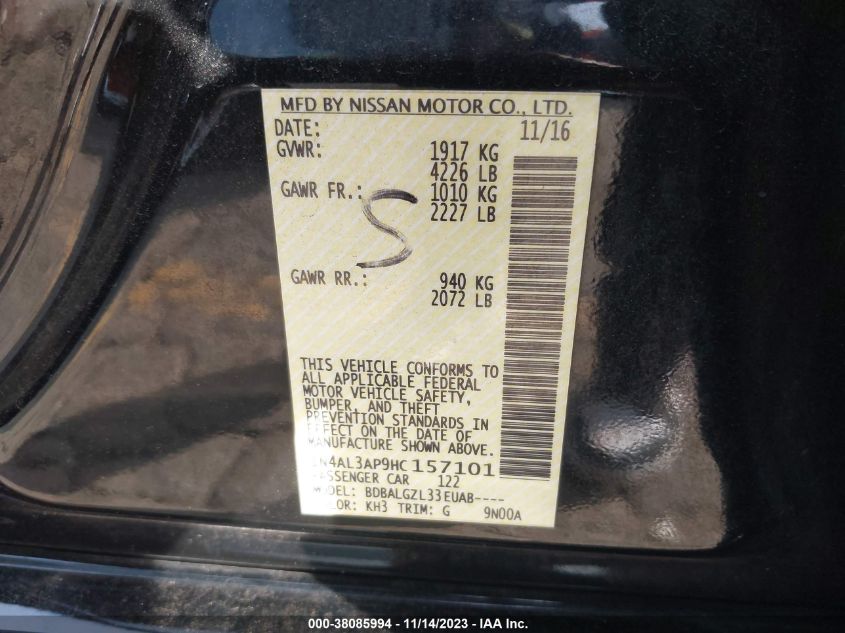 MFD BY NISSAN MOTOR CO., LTD.
DATE: 11/16
GVWR: 1917 KG
4226 LB
GAWR FR.: 1010 KG
2227 LB
S
GAWR RR.: 940 KG
2072 LB
THIS VEHICLE CONFORMS TO
ALL APPLICABLE FEDERAL
MOTOR VEHICLE SAFETY,
BUMPER, AND THEFT
PREVENTION STANDARDS IN
EFFECT ON THE DATE OF
MANUFACTURE SHOWN ABOVE.
N4AL3AP9HC157101
PASSENGER CAR 122
MODEL: BDBALGZL33EUAB----
LOR: KH3 TRIM: G 9N00A
000-38085994 - 11/14/2023 - IAA Inc.